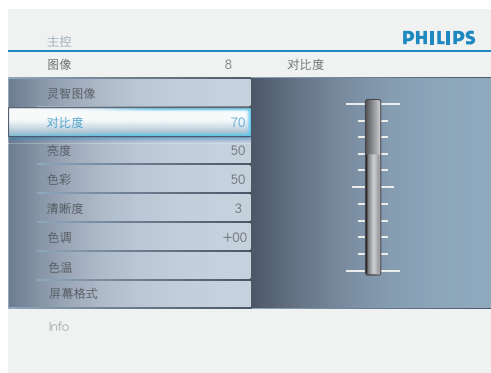 主控
PHILIPS
图像 8 对比度
灵智图像
对比度 70
亮度 50
色彩 50
清晰度 3
色调 +00
色温
屏幕格式
Info